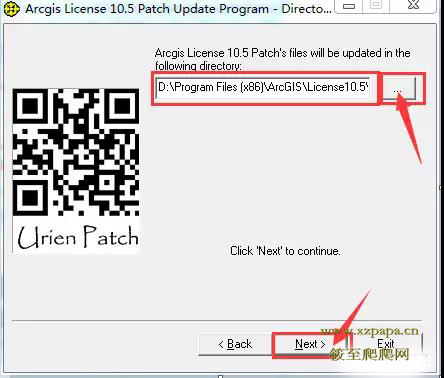 Arcgis License 10.5 Patch Update Program - Director...
Arcgis License 10.5 Patch's files will be updated in the
following directory:
D:\Program Files (x86)\ArcGIS\License10.5\
...
Urien Patch
Click 'Next' to continue.
< Back
Next >
Exit
www.xzpapa.cn
筱至爬爬网